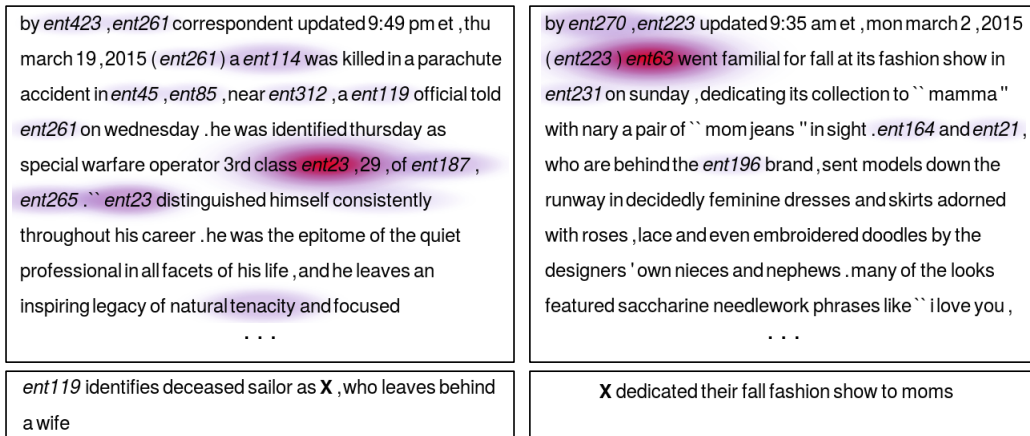 by ent423 ,ent261 correspondent updated 9:49 pm et ,thu
march 19 ,2015 ( ent261 ) a ent114 was killed in a parachute
accident in ent45 ,ent85 ,near ent312 ,a ent119 official told
ent261 on wednesday .he was identified thursday as
special warfare operator 3rd class ent23 ,29 ,of ent187 ,
ent265 .`` ent23 distinguished himself consistently
throughout his career .he was the epitome of the quiet
professional in all facets of his life ,and he leaves an
inspiring legacy of natural tenacity and focused
. . .
ent119 identifies deceased sailor as X ,who leaves behind
a wife
by ent270 ,ent223 updated 9:35 am et ,mon march 2 ,2015
( ent223 ) ent63 went familial for fall at its fashion show in
ent231 on sunday ,dedicating its collection to `` mamma ''
with nary a pair of `` mom jeans '' in sight .ent164 and ent21 ,
who are behind the ent196 brand ,sent models down the
runway in decidedly feminine dresses and skirts adorned
with roses ,lace and even embroidered doodles by the
designers ' own nieces and nephews .many of the looks
featured saccharine needlework phrases like `` i love you ,
. . .
X dedicated their fall fashion show to moms